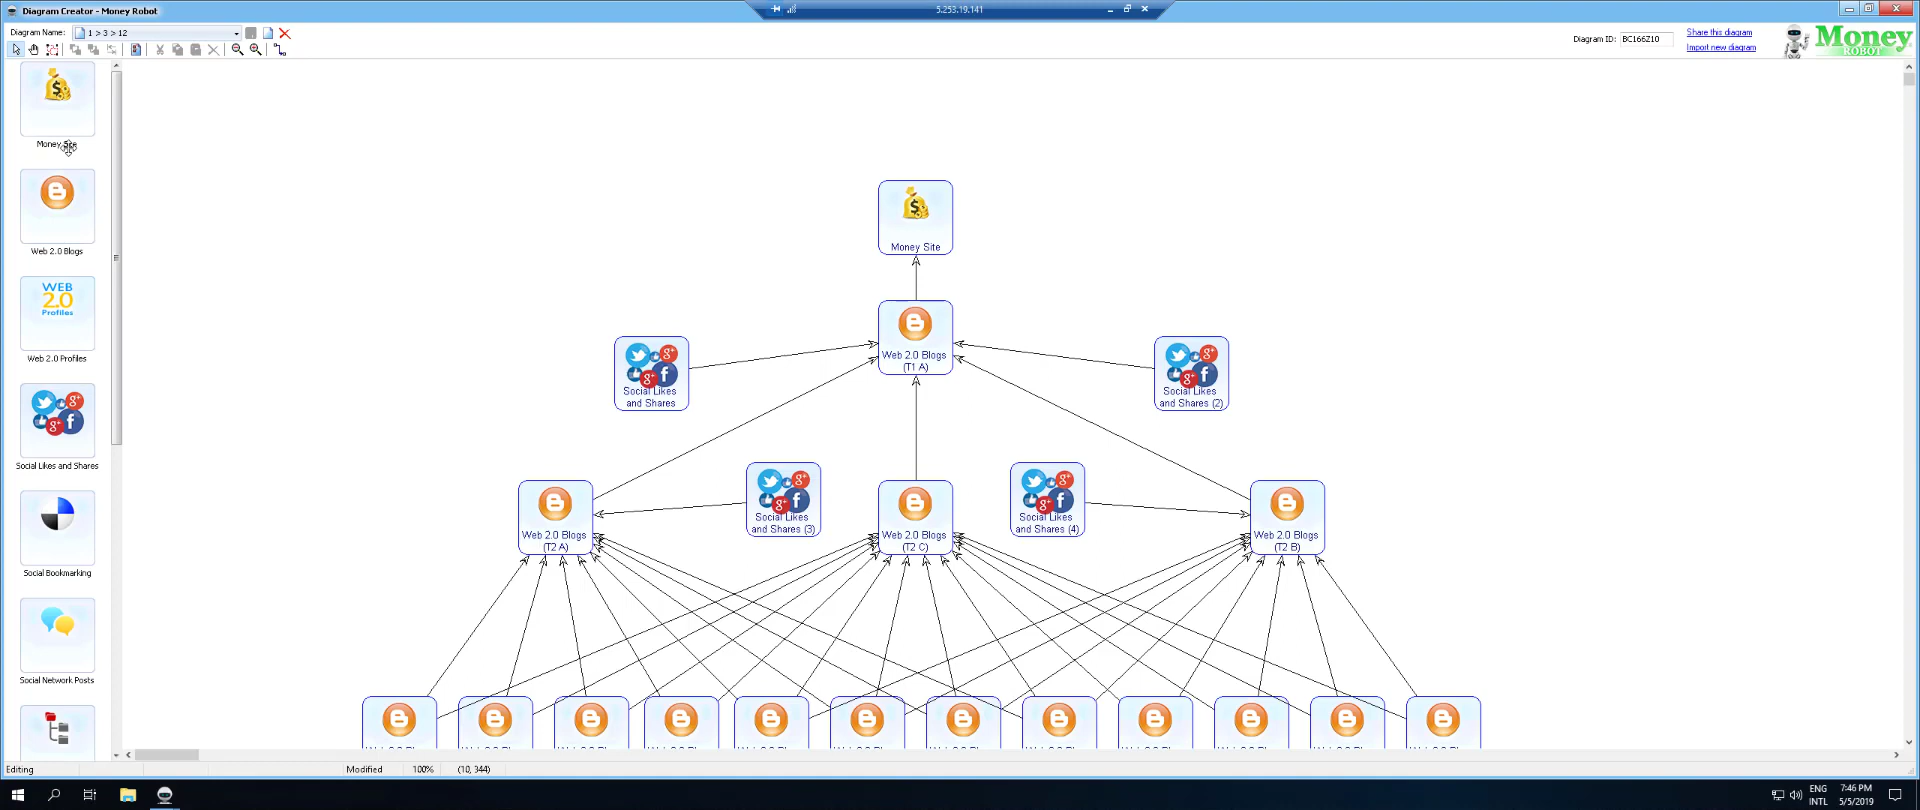 Diagram Creator - Money Robot
5.253.19.141
Diagram Name:
1 > 3 > 12
Diagram ID:
BC166Z10
Share this diagram
Import new diagram
Money
ROBOT
Money Site
Web 2.0 Blogs
WEB
2.0
Profiles
Web 2.0 Profiles
Social Likes and Shares
Social Bookmarking
Social Network Posts
Money Site
Web 2.0 Blogs
(T1 A)
Social Likes
and Shares
Social Likes
and Shares (2)
Social Likes
and Shares (3)
Social Likes
and Shares (4)
Web 2.0 Blogs
(T2 A)
Web 2.0 Blogs
(T2 C)
Web 2.0 Blogs
(T2 B)
Editing
Modified
100%
(10, 344)
ENG
INTL
7:46 PM
5/5/2019